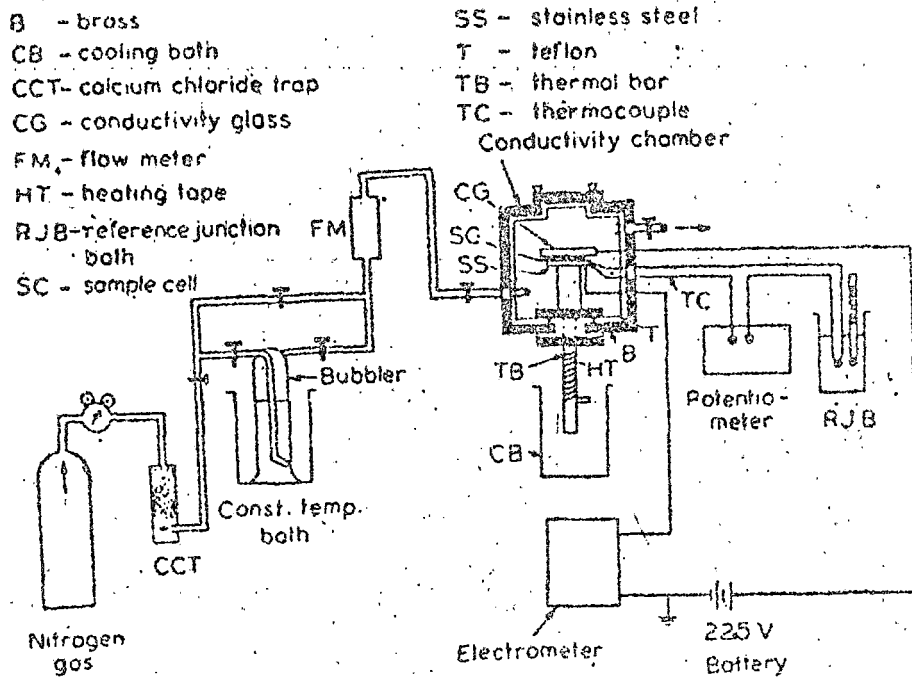 B - brass
CB - cooling bath
CCT - calcium chloride trap
CG - conductivity glass
FM - flow meter
HT - heating tape
RJB - reference junction
bath
SC - sample cell
SS - stainless steel
T - teflon
TB - thermal bar
TC - thermocouple
Conductivity chamber
CG
SC
SS
FM
TC
T
B
TB
HT
CB
Bubbler
Const. temp.
bath
CCT
Nitrogen
gas
Potentio-
meter
RJB
Electrometer
22.5 V
Battery